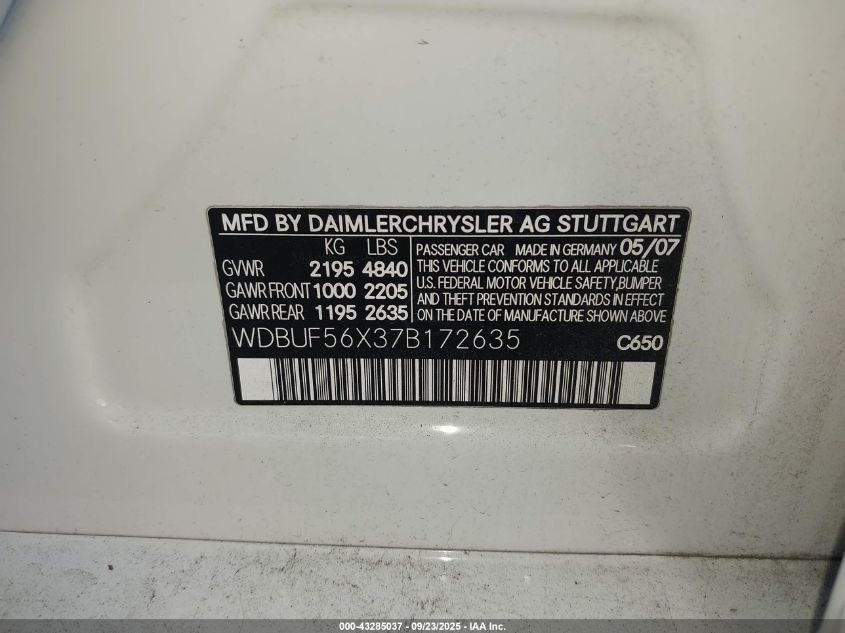 MFD BY DAIMLERCHRYSLER AG STUTTGART
KG LBS
GVWR 2195 4840
GAWR FRONT 1000 2205
GAWR REAR 1195 2635
PASSENGER CAR MADE IN GERMANY 05/07
THIS VEHICLE CONFORMS TO ALL APPLICABLE
U.S. FEDERAL MOTOR VEHICLE SAFETY, BUMPER
AND THEFT PREVENTION STANDARDS IN EFFECT
ON THE DATE OF MANUFACTURE SHOWN ABOVE
WDBUF56X37B172635 C650
000-43285037 - 09/23/2025 - IAA Inc.